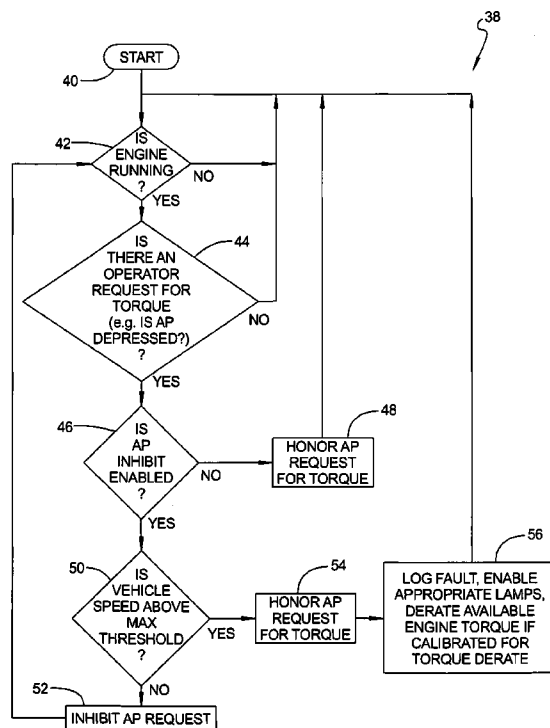 38
START
40
42
IS
ENGINE
RUNNING
?
NO
YES
44
IS
THERE AN
OPERATOR
REQUEST FOR
TORQUE
(e.g. IS AP
DEPRESSED?)
?
NO
YES
46
IS
AP
INHIBIT
ENABLED
?
NO
YES
48
HONOR AP
REQUEST
FOR TORQUE
50
IS
VEHICLE
SPEED ABOVE
MAX
THRESHOLD
?
YES
NO
54
HONOR AP
REQUEST
FOR TORQUE
56
LOG FAULT, ENABLE
APPROPRIATE LAMPS,
DERATE AVAILABLE
ENGINE TORQUE IF
CALIBRATED FOR
TORQUE DERATE
52
INHIBIT AP REQUEST